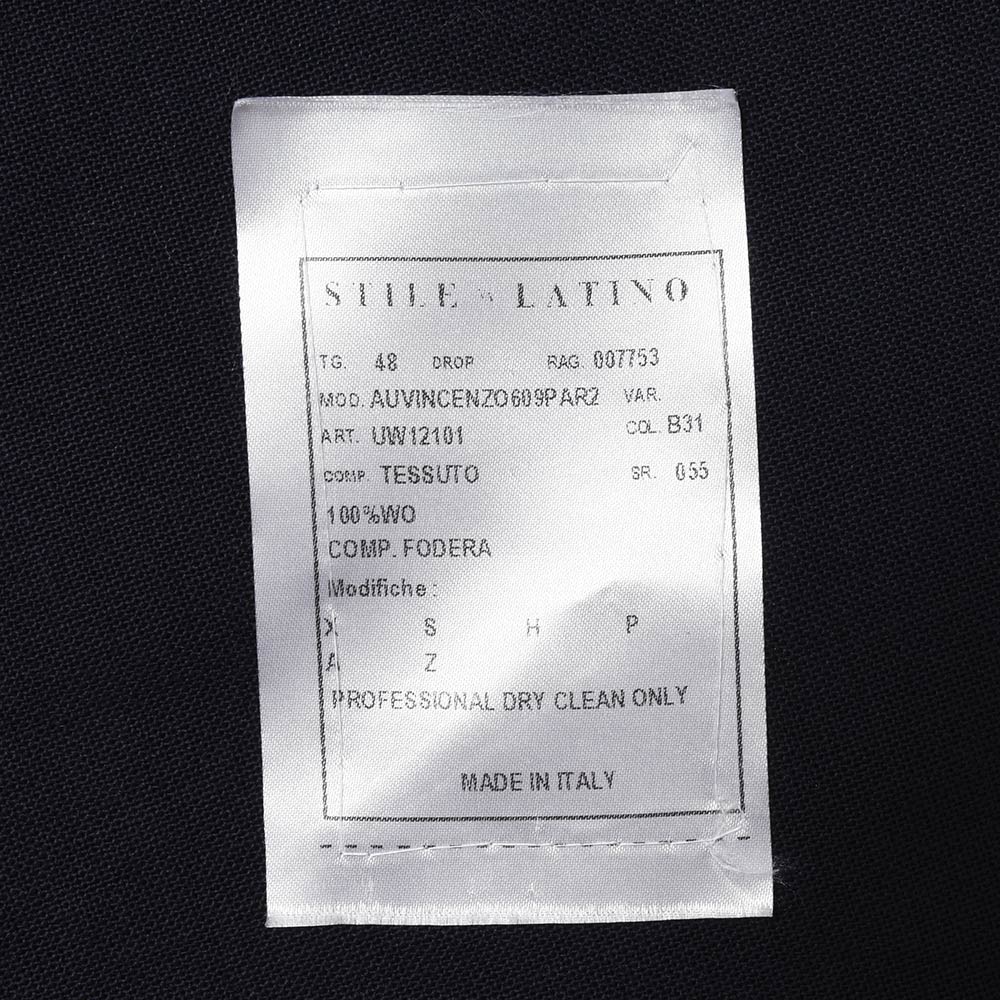 STILE LATINO
TG. 48 DROP RAG. 007753
MOD. AUVINCENZO609PAR2 VAR.
ART. UW12101 COL. B31
COMP. TESSUTO SR. 055
100%WO
COMP. FODERA
Modifiche :
X S H P
A Z
PROFESSIONAL DRY CLEAN ONLY
MADE IN ITALY